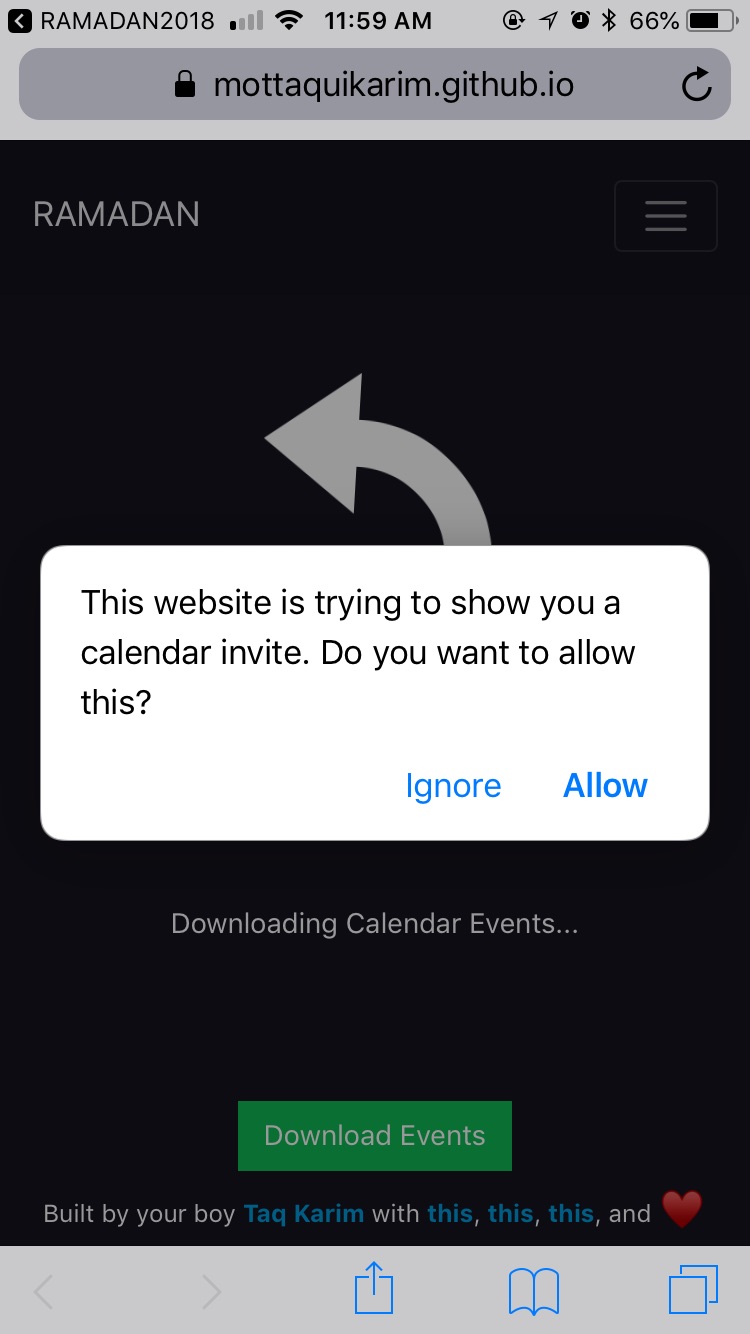 RAMADAN2018 11:59 AM 66%
mottaquikarim.github.io
RAMADAN
This website is trying to show you a
calendar invite. Do you want to allow
this?
Ignore Allow
Downloading Calendar Events...
Download Events
Built by your boy Taq Karim with this, this, this, and